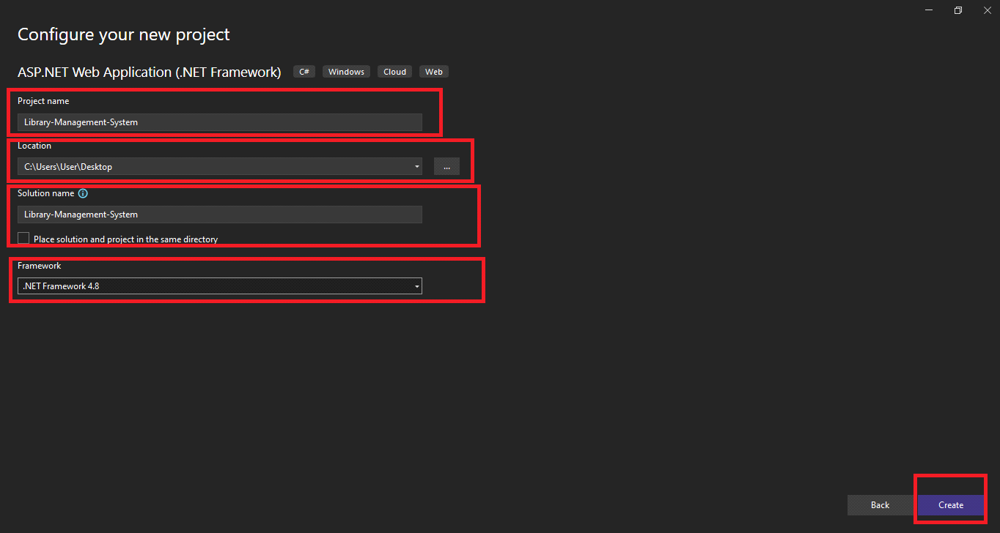 Configure your new project
ASP.NET Web Application (.NET Framework) C# Windows Cloud Web
Project name
Library-Management-System
Location
C:\Users\User\Desktop
...
Solution name
Library-Management-System
Place solution and project in the same directory
Framework
.NET Framework 4.8
Back Create